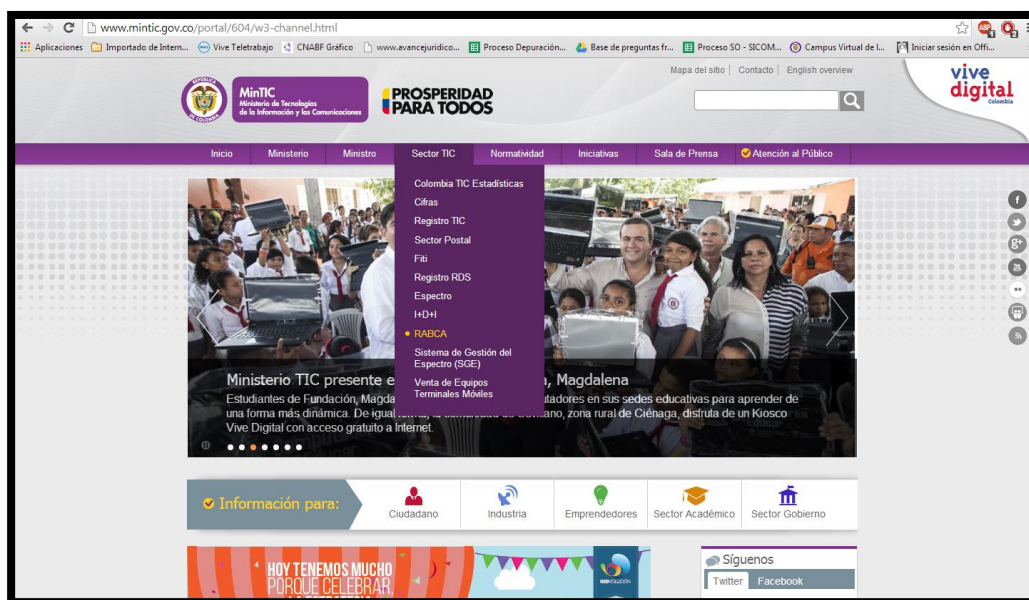 www.mintic.gov.co/portal/604/w3-channel.html
Aplicaciones Importado de Intern... Vive Teletrabajo CNABF Grafico www.avancejuridico... Proceso Depuración... Base de preguntas fr... Proceso SO - SICOM... Campus Virtual de l... Iniciar sesión en Offi...
Mapa del sitio | Contacto | English overview
REPÚBLICA
DE COLOMBIA
MinTIC
Ministerio de Tecnologías
de la Información y las Comunicaciones
PROSPERIDAD
PARA TODOS
vive
digital
Colombia
Inicio Ministerio Ministro Sector TIC Normatividad Iniciativas Sala de Prensa Atención al Público
Colombia TIC Estadísticas
Cifras
Registro TIC
Sector Postal
Fiti
Registro RDS
Espectro
I+D+I
RABCA
Sistema de Gestión del
Espectro (SGE)
Venta de Equipos
Terminales Móviles
Ministerio TIC presente e , Magdalena
Estudiantes de Fundación, Magda utadores en sus sedes educativas para aprender de
una forma más dinámica. De igual ano, zona rural de Ciénaga, disfruta de un Kiosco
Vive Digital con acceso gratuito a Internet.
Información para:
Ciudadano Industria Emprendedores Sector Académico Sector Gobierno
HOY TENEMOS MUCHO
PORQUE CELEBRAR,
REDVOLUCIÓN
Síguenos
Twitter Facebook